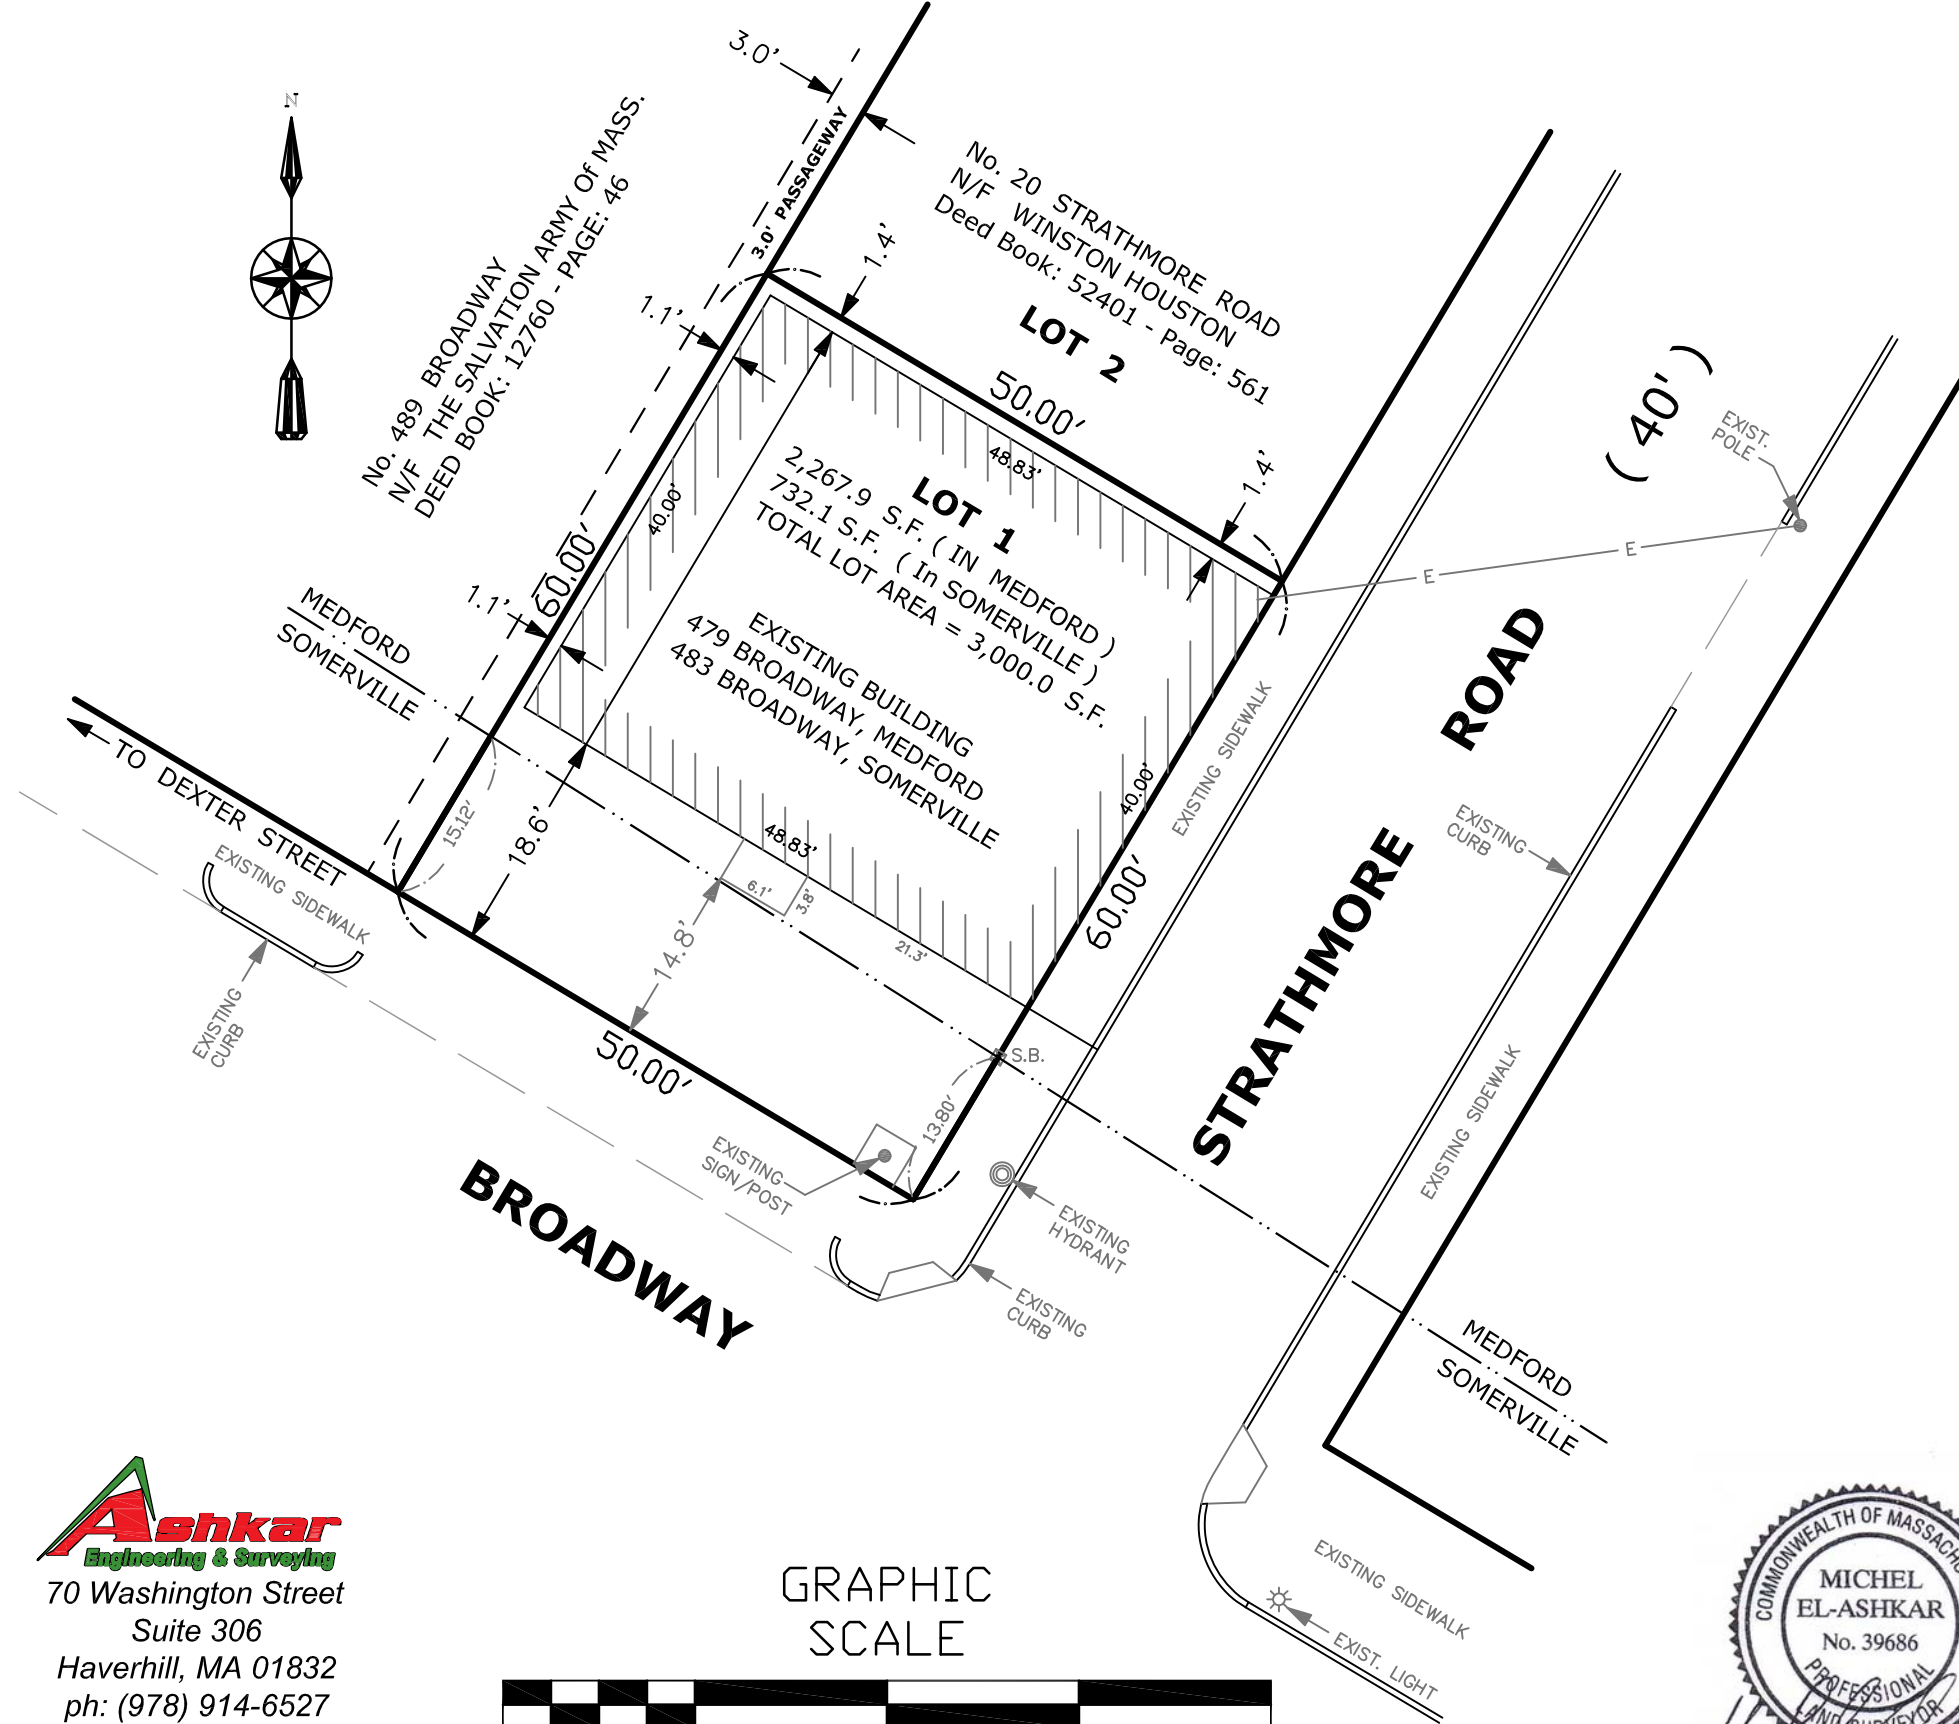 N
3.0'
3.0' PASSAGEWAY
No. 489 BROADWAY
N/F THE SALVATION ARMY Of MASS.
DEED BOOK: 12760 - PAGE: 46
No. 20 STRATHMORE ROAD
N/F WINSTON HOUSTON
Deed Book: 52401 - Page: 561
LOT 2
1.4'
1.1'
50.00'
48.83'
1.4'
( 40' )
EXIST.
POLE
E
E
LOT 1
2,267.9 S.F. ( IN MEDFORD )
732.1 S.F. ( In SOMERVILLE )
TOTAL LOT AREA = 3,000.0 S.F.
40.00'
60.00'
1.1'
EXISTING BUILDING
479 BROADWAY, MEDFORD
483 BROADWAY, SOMERVILLE
MEDFORD
SOMERVILLE
TO DEXTER STREET
EXISTING SIDEWALK
EXISTING
CURB
15.12'
18.6'
48.83'
6.1'
3.8'
14.8'
21.3'
40.00'
60.00'
EXISTING SIDEWALK
STRATHMORE ROAD
EXISTING
CURB
EXISTING SIDEWALK
S.B.
13.80'
50.00'
EXISTING
SIGN/POST
BROADWAY
EXISTING
HYDRANT
EXISTING
CURB
MEDFORD
SOMERVILLE
EXISTING SIDEWALK
EXIST. LIGHT
Ashkar
Engineering & Surveying
70 Washington Street
Suite 306
Haverhill, MA 01832
ph: (978) 914-6527
GRAPHIC
SCALE
COMMONWEALTH OF
MICHEL
EL-ASHKAR
No. 39686
PROFESSIONAL
LAND SURVEYOR